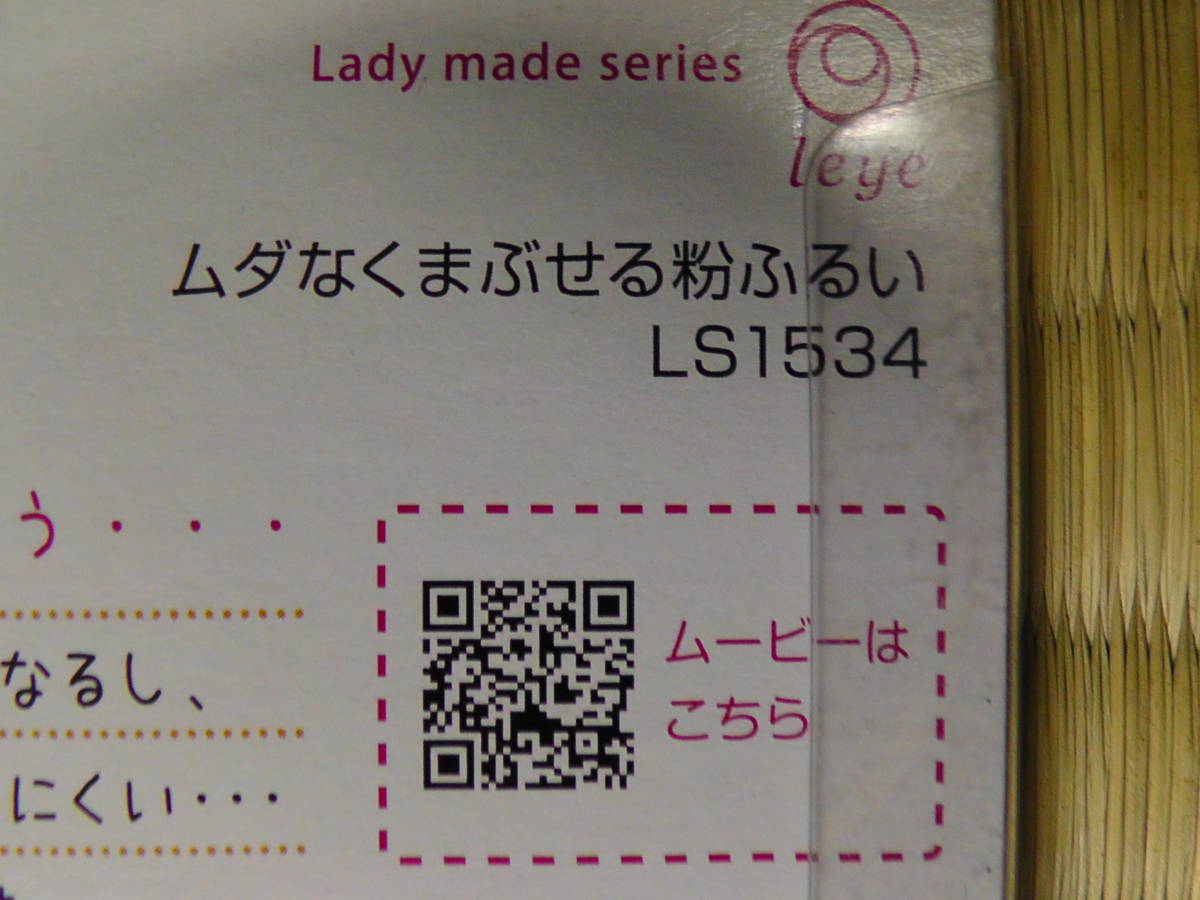 Lady made series
leye
ムダなくまぶせる粉ふるい
LS1534
う・・・
なるし、
にくい・・・
ムービーは
こちら